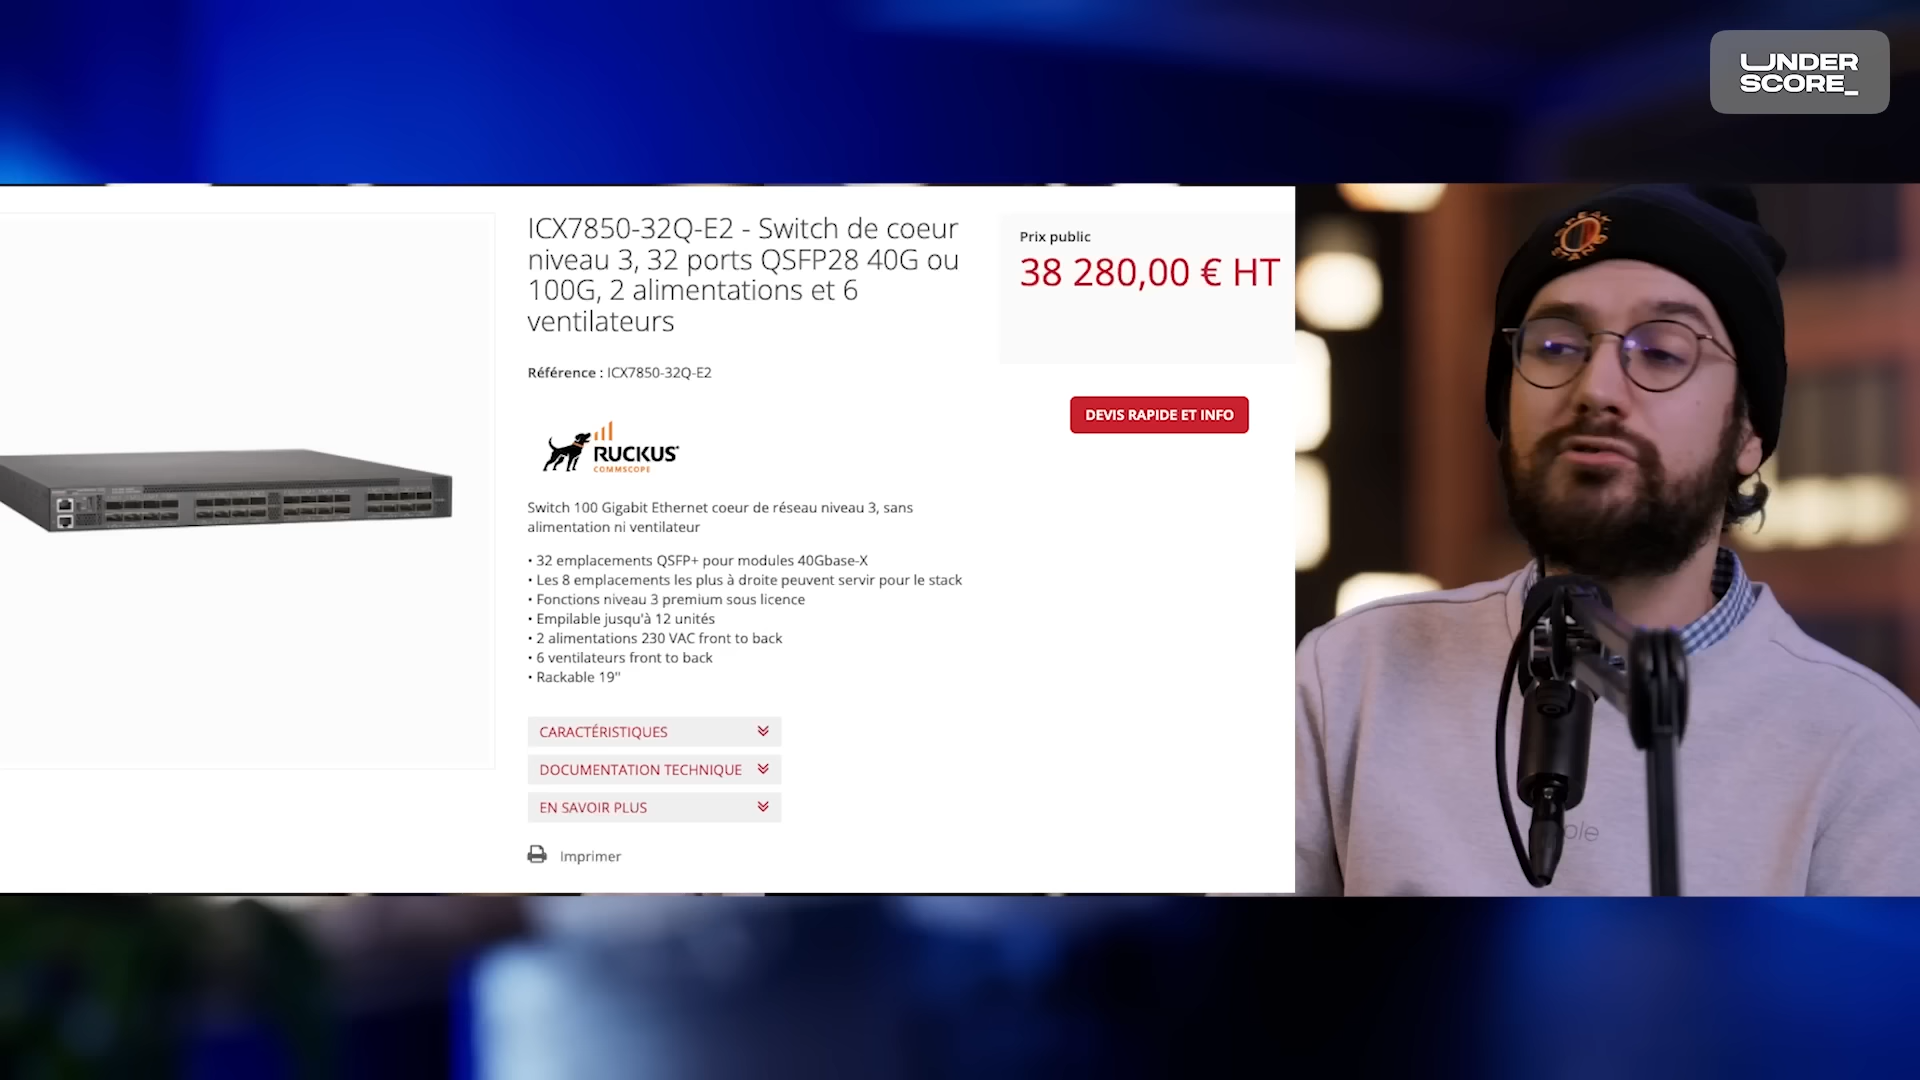 UNDER
SCORE_
ICX7850-32Q-E2 - Switch de coeur
niveau 3, 32 ports QSFP28 40G ou
100G, 2 alimentations et 6
ventilateurs
Prix public
38 280,00 € HT
Référence : ICX7850-32Q-E2
DEVIS RAPIDE ET INFO
RUCKUS
COMMSCOPE
Switch 100 Gigabit Ethernet coeur de réseau niveau 3, sans
alimentation ni ventilateur
• 32 emplacements QSFP+ pour modules 40Gbase-X
• Les 8 emplacements les plus à droite peuvent servir pour le stack
• Fonctions niveau 3 premium sous licence
• Empilable jusqu'à 12 unités
• 2 alimentations 230 VAC front to back
• 6 ventilateurs front to back
• Rackable 19"
CARACTÉRISTIQUES
DOCUMENTATION TECHNIQUE
EN SAVOIR PLUS
Imprimer